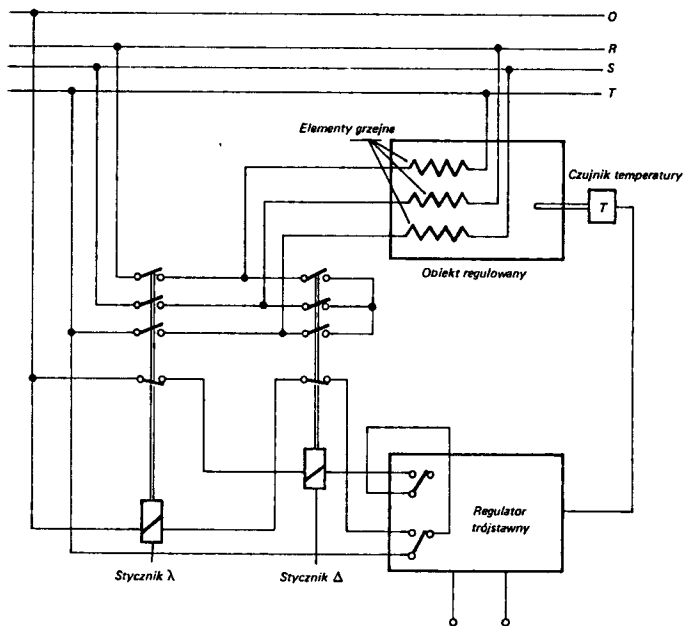 O
R
S
T
Elementy grzejne
Czujnik temperatury
T
Obiekt regulowany
Regulator
trójstawny
Stycznik λ
Stycznik Δ